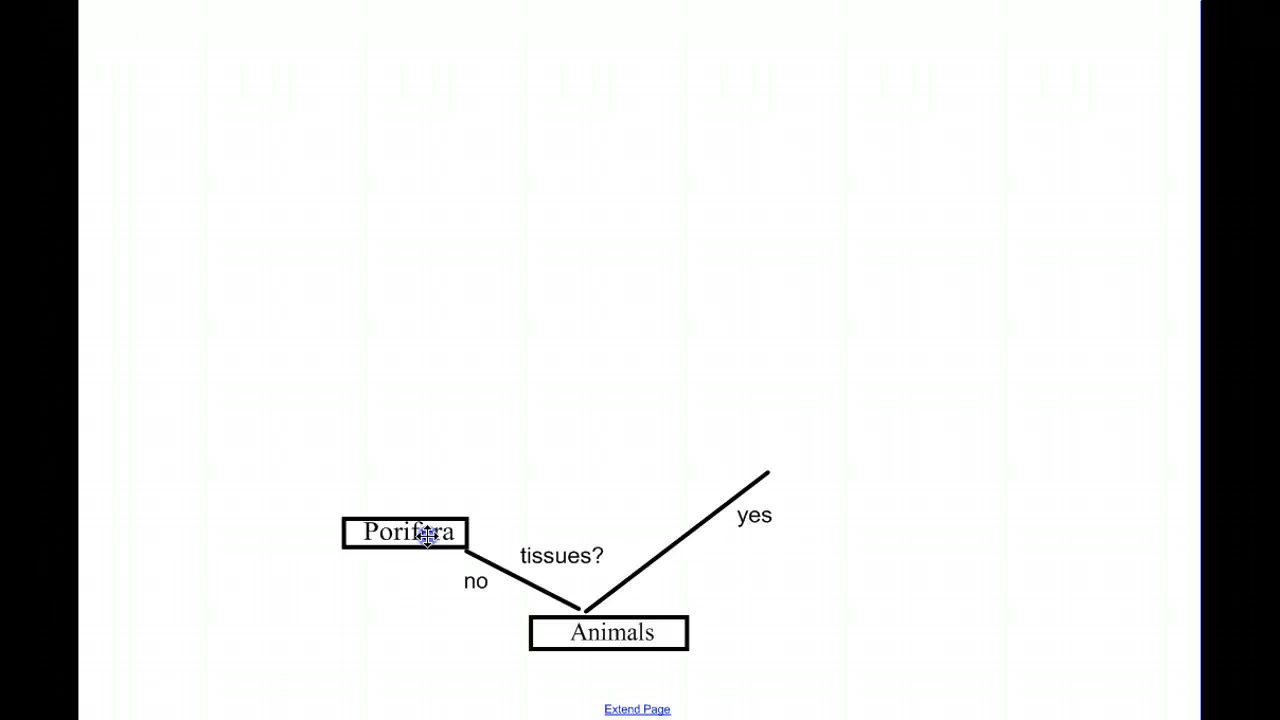 yes
Porifera
tissues?
no
Animals
Extend Page